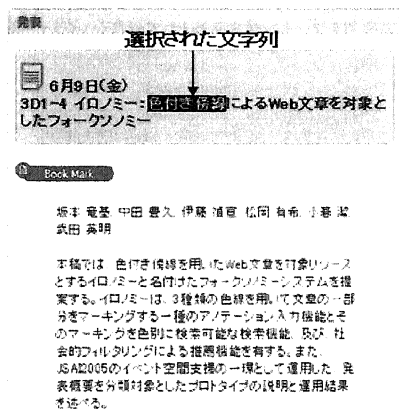 発表
選択された文字列
6月9日(金)
3D1-4 イロノミー:色付き傍線によるWeb文章を対象と
したフォークソノミー
Book Mark
坂本 竜基, 中田 豊久, 伊藤 禎宣, 松岡 有希, 小暮 潔,
武田 英明
本稿では、色付き傍線を用いたWeb文章を対象リソース
とするイロノミーと名付けたフォークソノミーシステムを提
案する。イロノミーは、3種類の色線を用いて文章の一部
分をマーキングする一種のアノテーション入力機能とそ
のマーキングを色別に検索可能な検索機能、及び、社
会的フィルタリングによる推薦機能を有する。また、
JSAI2005のイベント空間支援の一環として運用した、発
表概要を分類対象としたプロトタイプの説明と運用結果
を述べる。